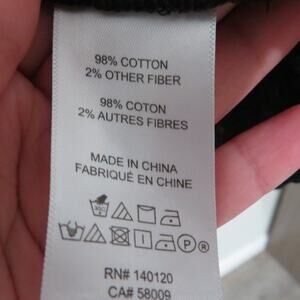 98% COTTON
2% OTHER FIBER
98% COTON
2% AUTRES FIBRES
MADE IN CHINA
FABRIQUÉ EN CHINE
RN# 140120
CA# 58009